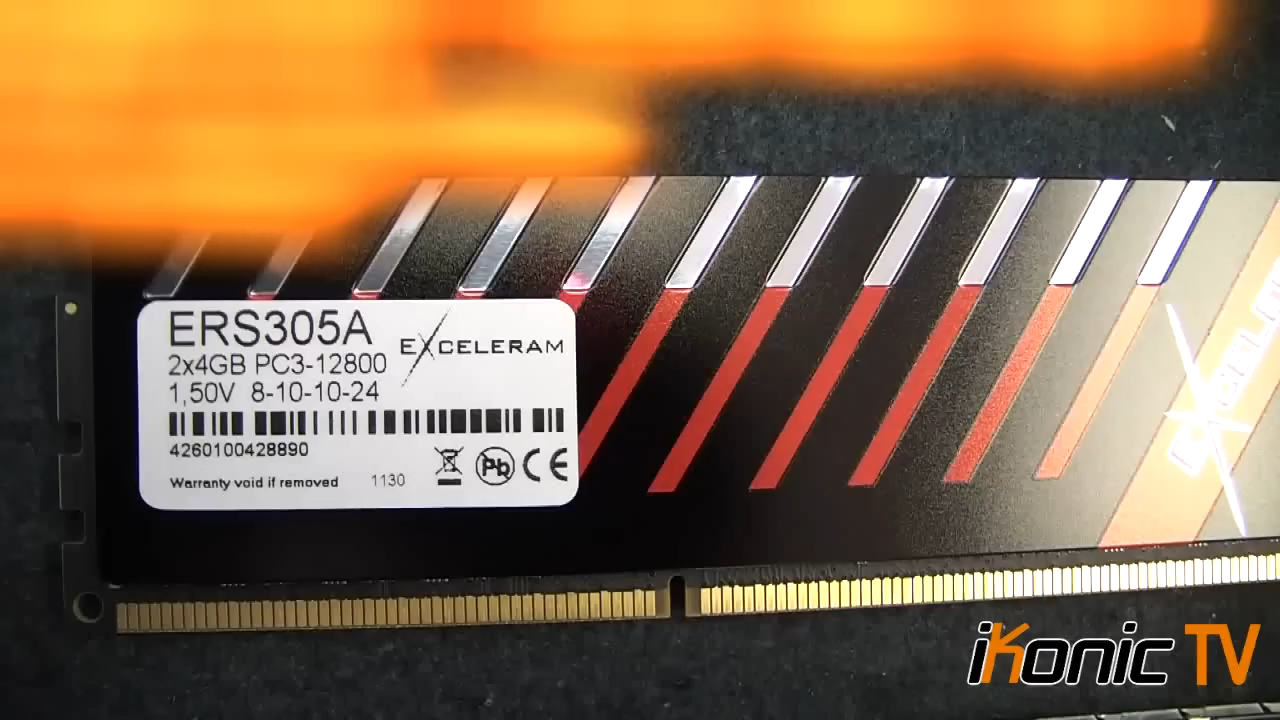 ERS305A
EXCELERAM
2x4GB PC3-12800
1,50V 8-10-10-24
4260100428890
Pb
CE
Warranty void if removed 1130
EXCELER
iKonic TV